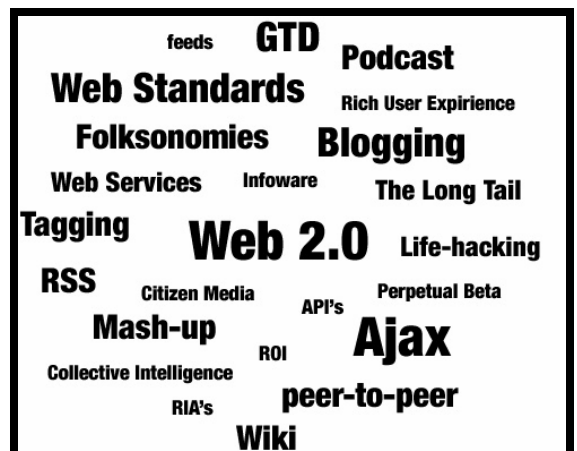 feeds
GTD
Podcast
Web Standards
Rich User Expirience
Folksonomies
Blogging
Web Services
Infoware
The Long Tail
Tagging
Web 2.0
Life-hacking
RSS
Citizen Media
API's
Perpetual Beta
Mash-up
ROI
Ajax
Collective Intelligence
RIA's
peer-to-peer
Wiki